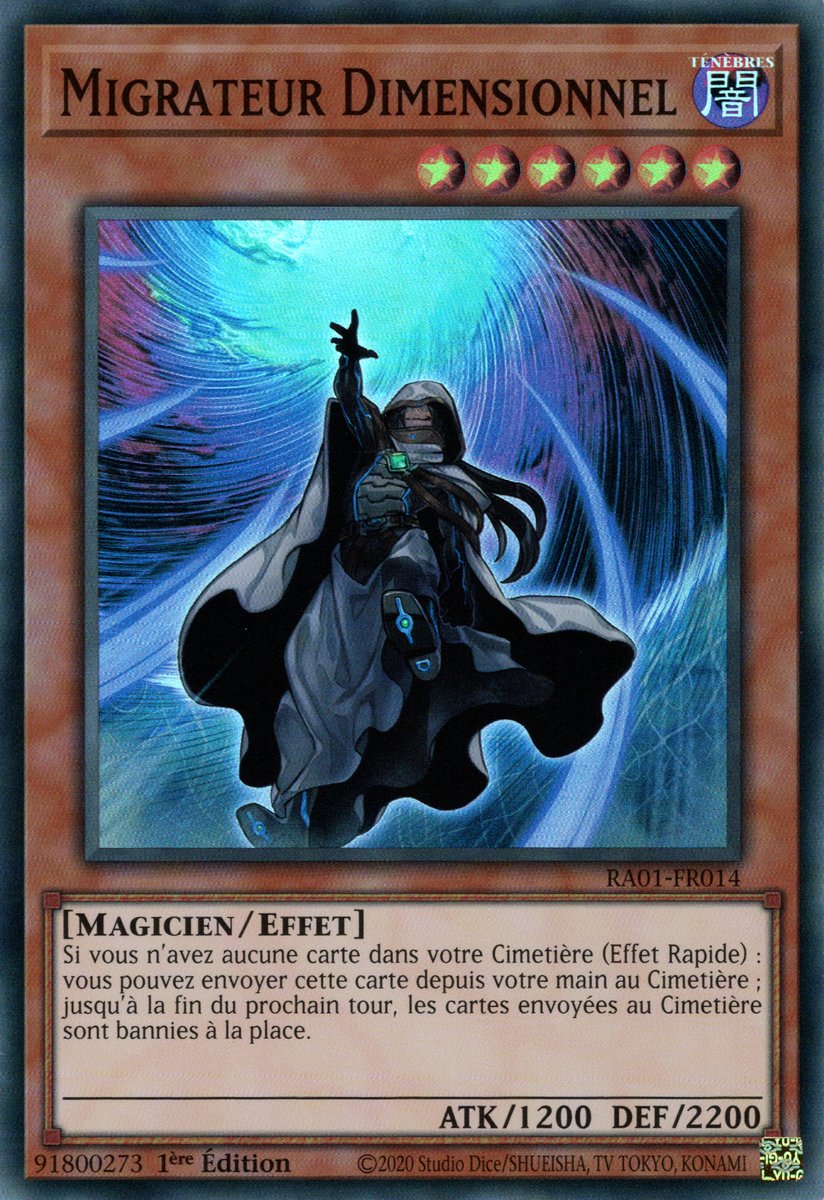 MIGRATEUR DIMENSIONNEL
TÉNÈBRES
闇
RA01-FR014
[MAGICIEN/EFFET]
Si vous n'avez aucune carte dans votre Cimetière (Effet Rapide) :
vous pouvez envoyer cette carte depuis votre main au Cimetière ;
jusqu'à la fin du prochain tour, les cartes envoyées au Cimetière
sont bannies à la place.
ATK/1200 DEF/2200
91800273 1ère Édition ©2020 Studio Dice/SHUEISHA, TV TOKYO, KONAMI